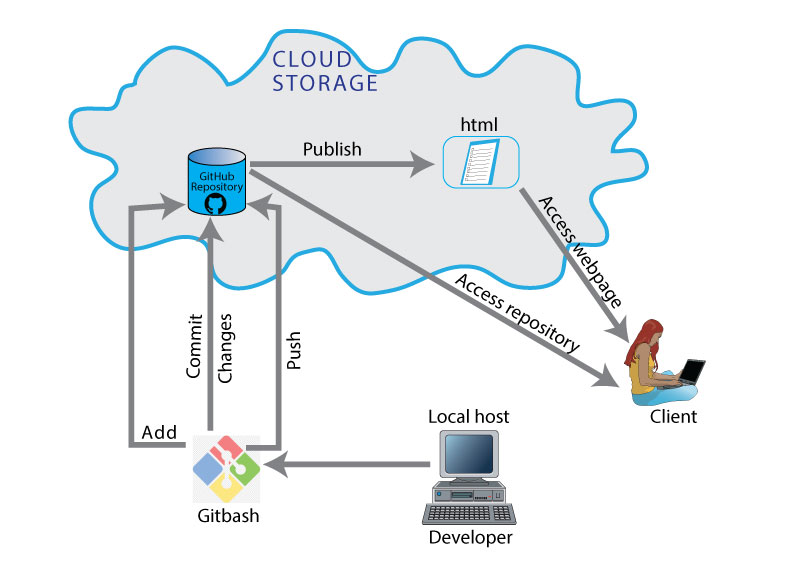 CLOUD
STORAGE
html
Publish
GitHub
Repository
Access webpage
Access repository
Commit
Changes
Push
Add
Client
Local host
Gitbash
Developer